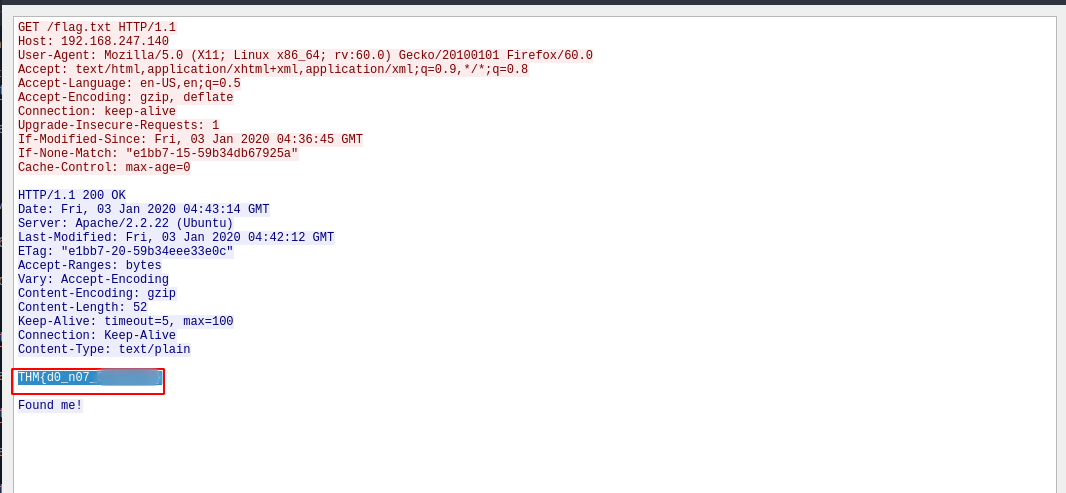 GET /flag.txt HTTP/1.1
Host: 192.168.247.140
User-Agent: Mozilla/5.0 (X11; Linux x86_64; rv:60.0) Gecko/20100101 Firefox/60.0
Accept: text/html,application/xhtml+xml,application/xml;q=0.9,*/*;q=0.8
Accept-Language: en-US,en;q=0.5
Accept-Encoding: gzip, deflate
Connection: keep-alive
Upgrade-Insecure-Requests: 1
If-Modified-Since: Fri, 03 Jan 2020 04:36:45 GMT
If-None-Match: "e1bb7-15-59b34db67925a"
Cache-Control: max-age=0
HTTP/1.1 200 OK
Date: Fri, 03 Jan 2020 04:43:14 GMT
Server: Apache/2.2.22 (Ubuntu)
Last-Modified: Fri, 03 Jan 2020 04:42:12 GMT
ETag: "e1bb7-20-59b34eee33e0c"
Accept-Ranges: bytes
Vary: Accept-Encoding
Content-Encoding: gzip
Content-Length: 52
Keep-Alive: timeout=5, max=100
Connection: Keep-Alive
Content-Type: text/plain
THM{d0_n07_
Found me!